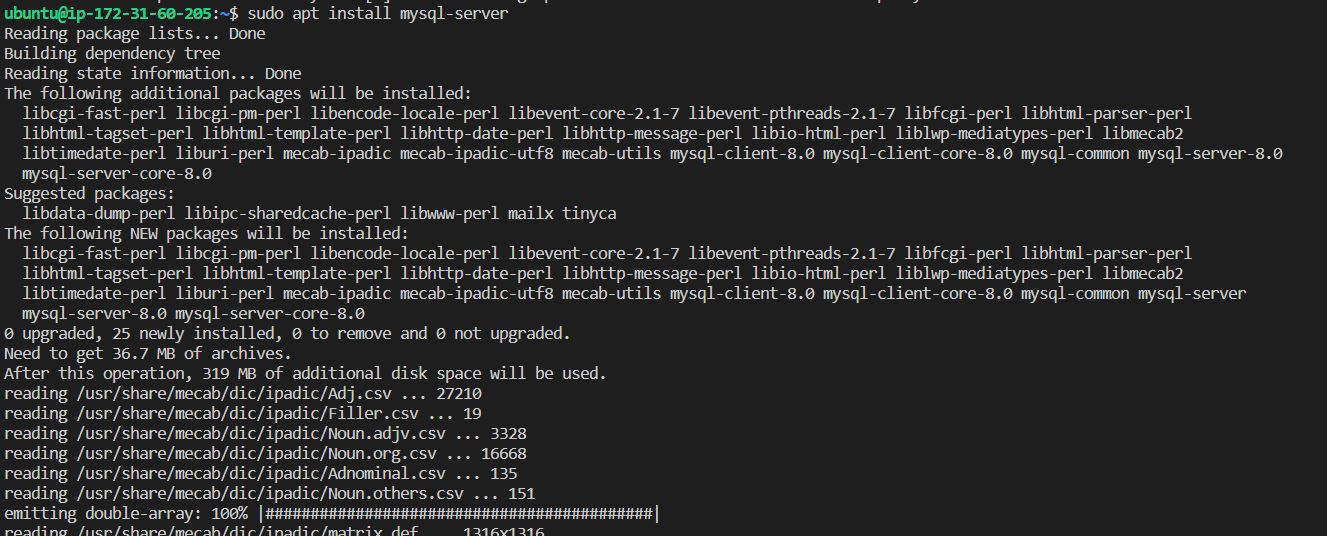 ubuntu@ip-172-31-60-205:~$ sudo apt install mysql-server
Reading package lists... Done
Building dependency tree
Reading state information... Done
The following additional packages will be installed:
  libcgi-fast-perl libcgi-pm-perl libencode-locale-perl libevent-core-2.1-7 libevent-pthreads-2.1-7 libfcgi-perl libhtml-parser-perl
  libhtml-tagset-perl libhtml-template-perl libhttp-date-perl libhttp-message-perl libio-html-perl liblwp-mediatypes-perl libmecab2
  libtimedate-perl liburi-perl mecab-ipadic mecab-ipadic-utf8 mecab-utils mysql-client-8.0 mysql-client-core-8.0 mysql-common mysql-server-8.0
  mysql-server-core-8.0
Suggested packages:
  libdata-dump-perl libipc-sharedcache-perl libwww-perl mailx tinyca
The following NEW packages will be installed:
  libcgi-fast-perl libcgi-pm-perl libencode-locale-perl libevent-core-2.1-7 libevent-pthreads-2.1-7 libfcgi-perl libhtml-parser-perl
  libhtml-tagset-perl libhtml-template-perl libhttp-date-perl libhttp-message-perl libio-html-perl liblwp-mediatypes-perl libmecab2
  libtimedate-perl liburi-perl mecab-ipadic mecab-ipadic-utf8 mecab-utils mysql-client-8.0 mysql-client-core-8.0 mysql-common mysql-server
  mysql-server-8.0 mysql-server-core-8.0
0 upgraded, 25 newly installed, 0 to remove and 0 not upgraded.
Need to get 36.7 MB of archives.
After this operation, 319 MB of additional disk space will be used.
reading /usr/share/mecab/dic/ipadic/Adj.csv ... 27210
reading /usr/share/mecab/dic/ipadic/Filler.csv ... 19
reading /usr/share/mecab/dic/ipadic/Noun.adjv.csv ... 3328
reading /usr/share/mecab/dic/ipadic/Noun.org.csv ... 16668
reading /usr/share/mecab/dic/ipadic/Adnominal.csv ... 135
reading /usr/share/mecab/dic/ipadic/Noun.others.csv ... 151
emitting double-array: 100% |###########################################|
reading /usr/share/mecab/dic/ipadic/matrix.def ... 1316x1316